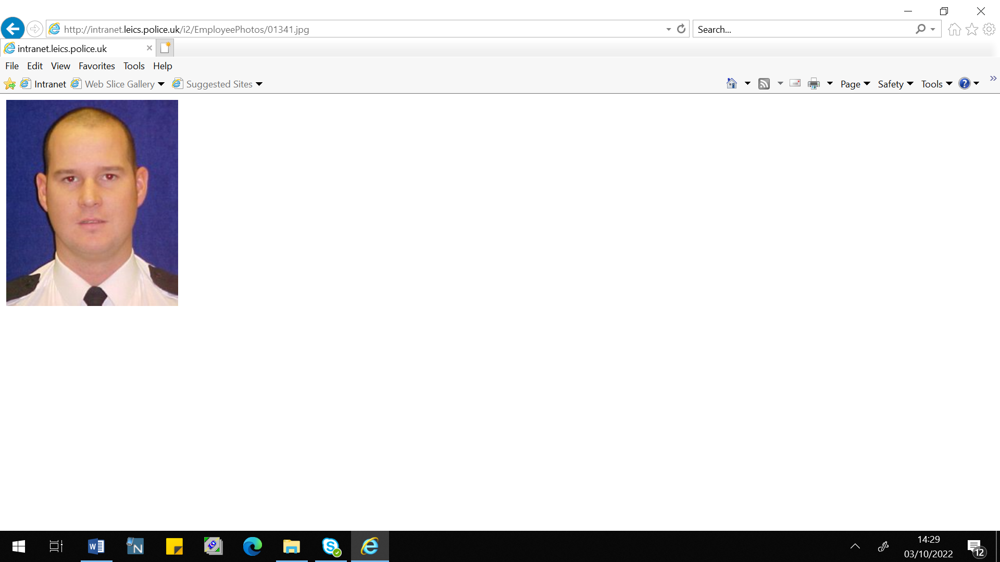 http://intranet.leics.police.uk/i2/EmployeePhotos/01341.jpg
Search...
intranet.leics.police.uk
File Edit View Favorites Tools Help
Intranet Web Slice Gallery Suggested Sites
Page Safety Tools
14:29
03/10/2022
12